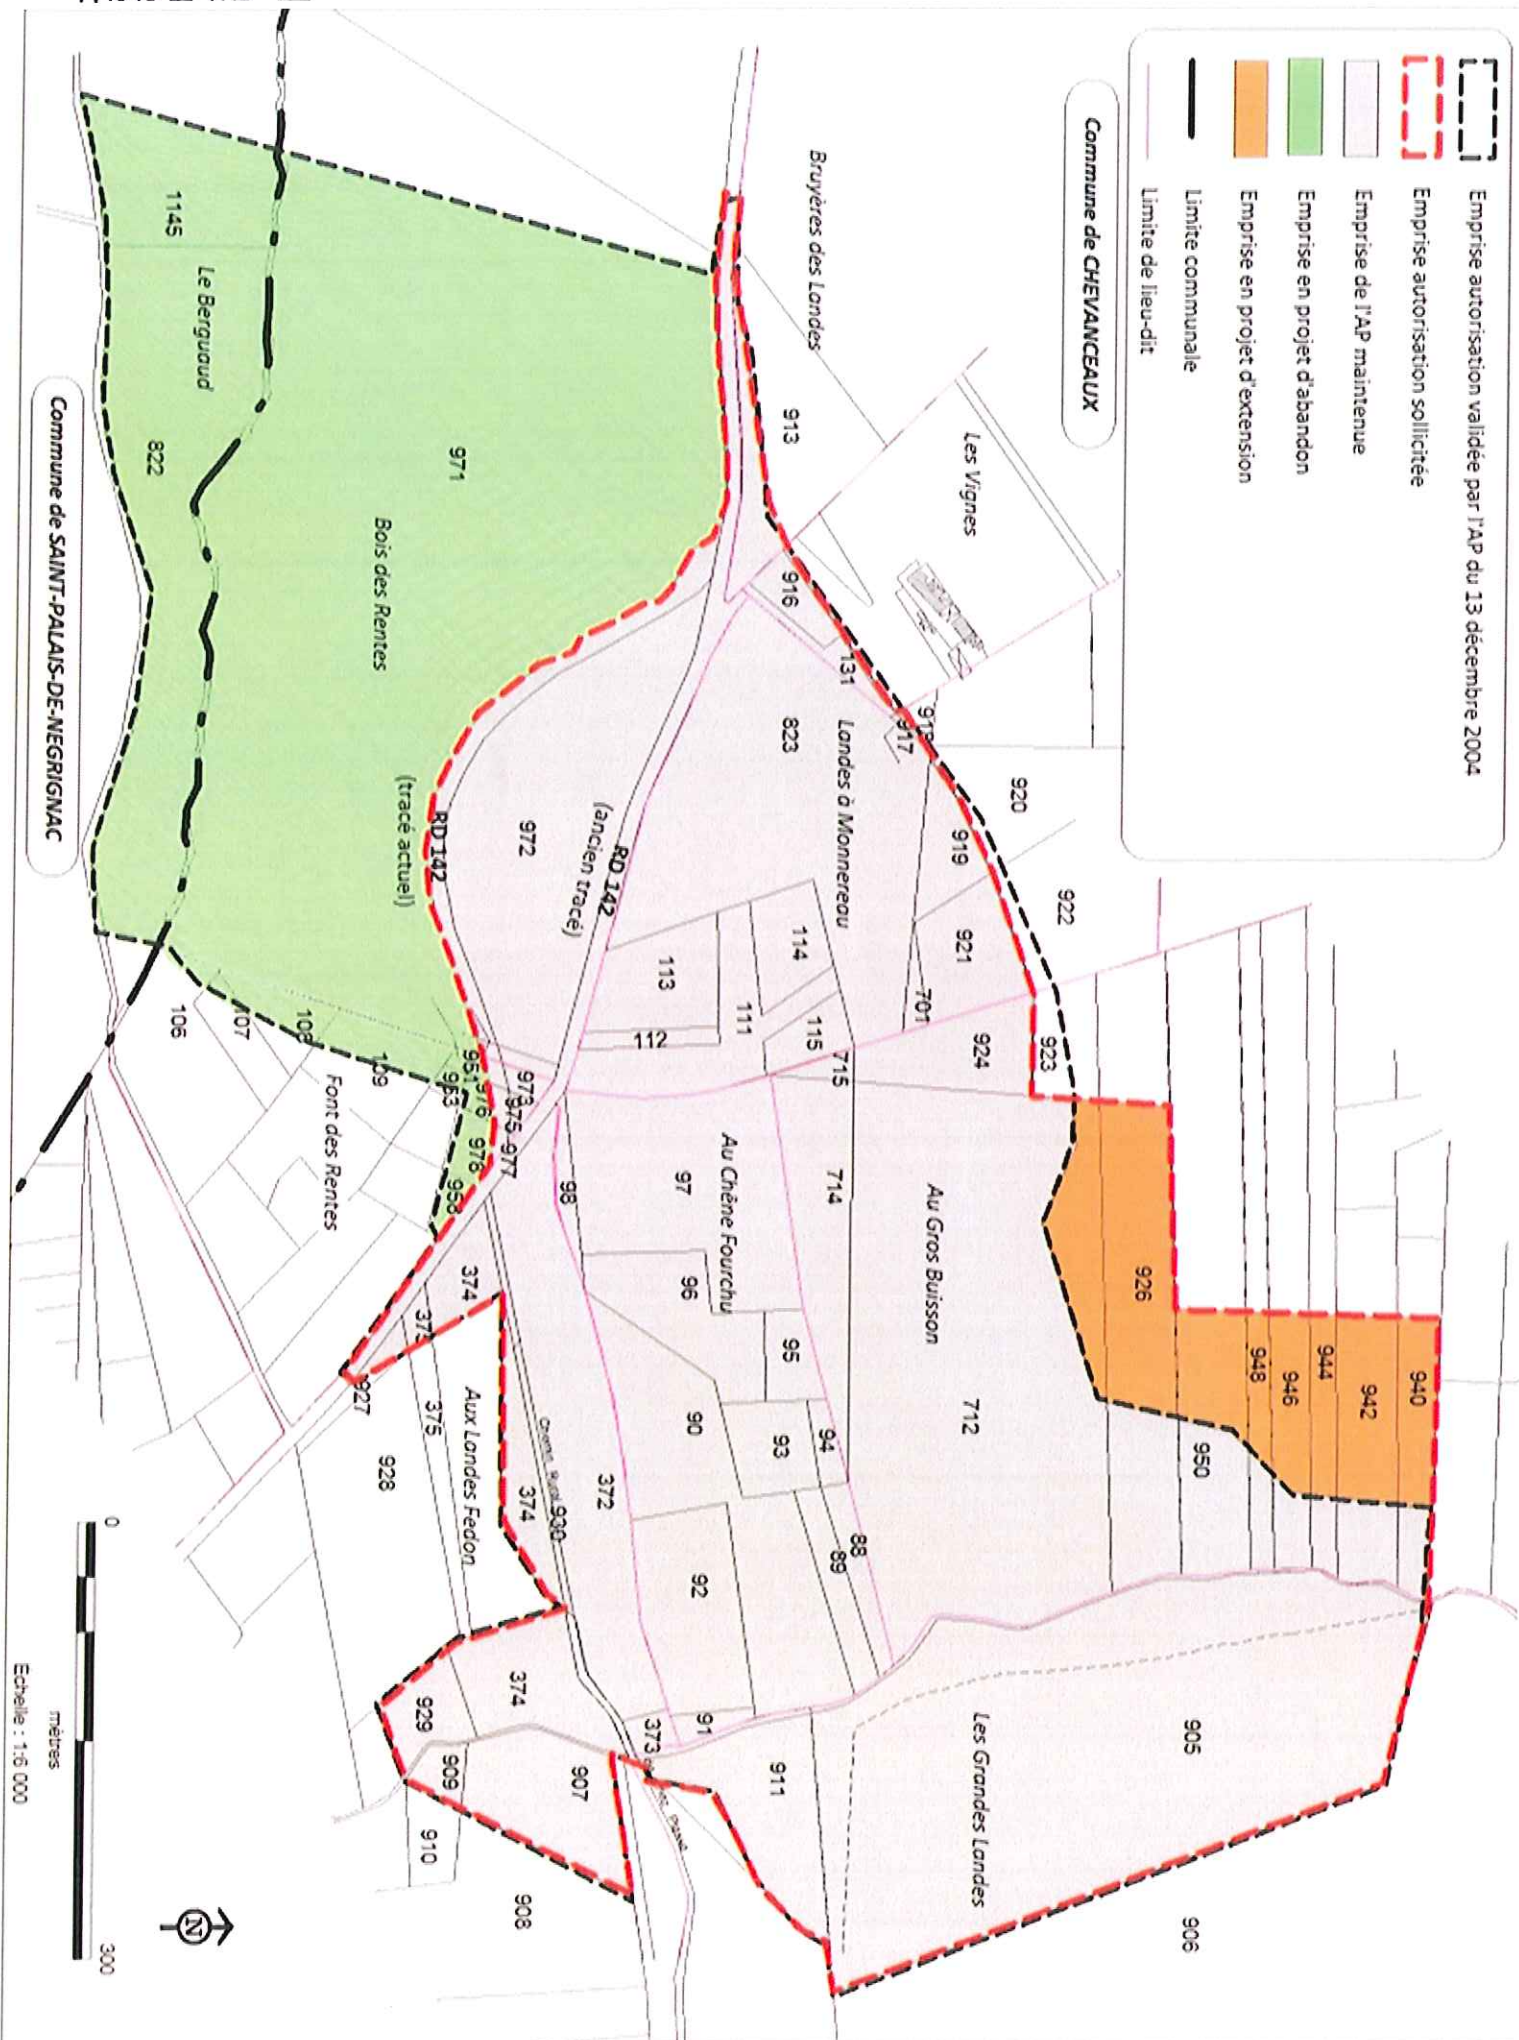 Emprise autorisation validée par l'AP du 13 décembre 2004
Emprise autorisation sollicitée
Emprise de l'AP maintenue
Emprise en projet d'abandon
Emprise en projet d'extension
Limite communale
Limite de lieu-dit
Commune de CHEVANCEAUX
Bruyères des Landes
913
Les Vignes
916
131
823
Landes à Monnereau
917
918
920
919
922
921
701
923
924
926
940
942
944
946
948
950
1145
Le Berguaud
822
971
Bois des Rentes
972
RD 142
(ancien tracé)
RD 142
(tracé actuel)
113
114
111
112
115
715
714
Au Gros Buisson
712
Au Chêne Fourchu
97
98
96
95
94
93
90
92
88
89
372
973
975
977
951
976
953
978
958
106
107
108
109
Font des Rentes
374
373
375
927
928
Aux Landes Fedon
374
930
Chemin Rural
374
929
909
907
910
908
373
91
911
Les Grandes Landes
905
906
Commune de SAINT-PALAIS-DE-NEGRIGNAC
0
300
mètres
Echelle : 1:6 000
N